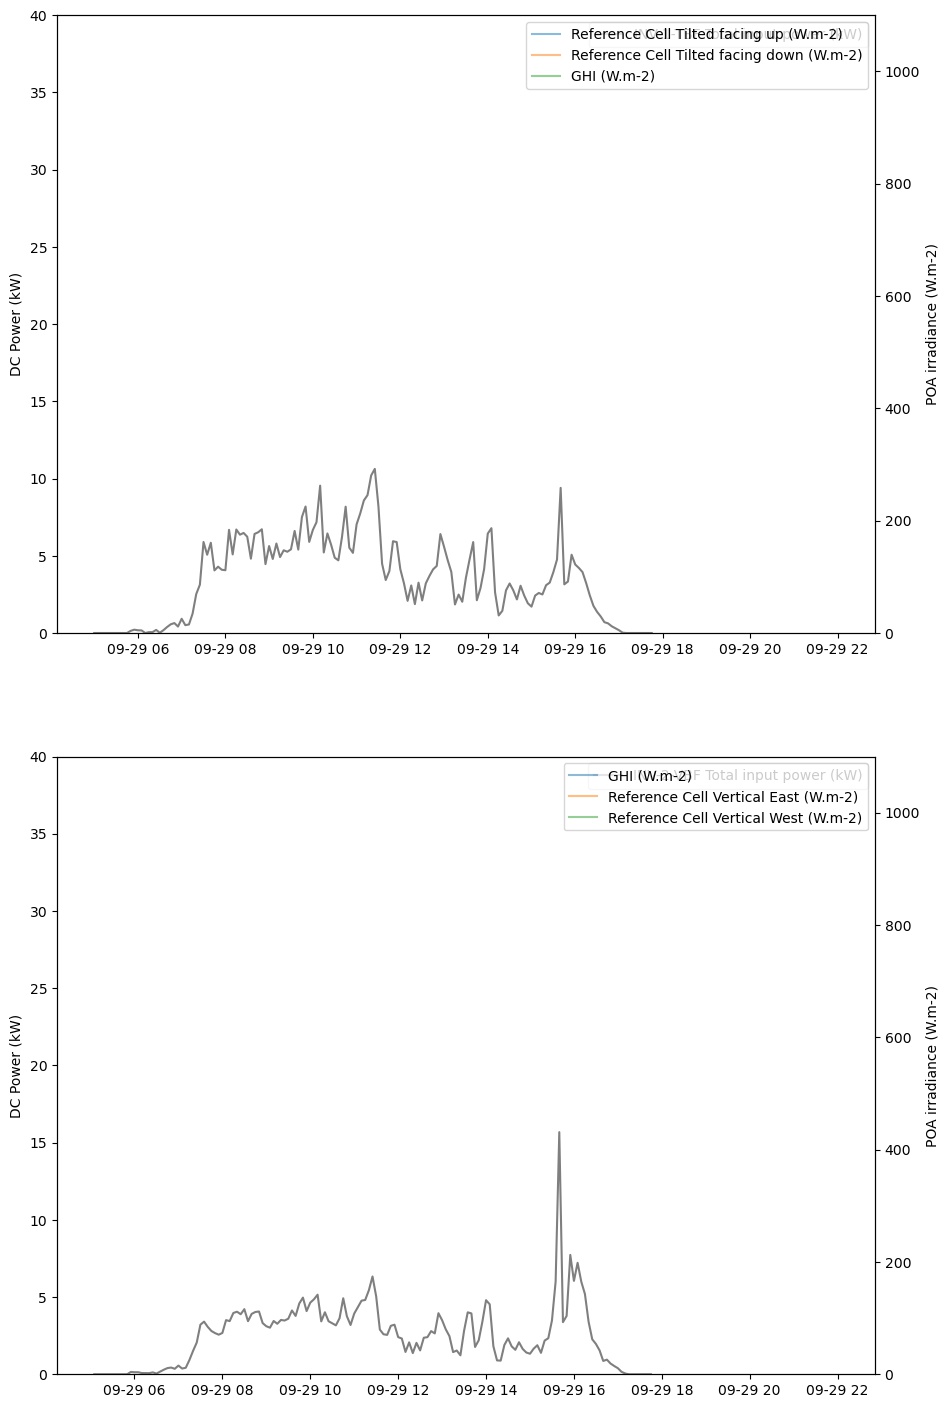 40
35
30
25
20
15
10
5
0
DC Power (kW)
Reference Cell Tilted facing up (W.m-2)
Reference Cell Tilted facing down (W.m-2)
GHI (W.m-2)
1000
800
600
400
200
0
POA irradiance (W.m-2)
09-29 06 09-29 08 09-29 10 09-29 12 09-29 14 09-29 16 09-29 18 09-29 20 09-29 22
40
35
30
25
20
15
10
5
0
DC Power (kW)
GHI (W.m-2) Total input power (kW)
Reference Cell Vertical East (W.m-2)
Reference Cell Vertical West (W.m-2)
1000
800
600
400
200
0
POA irradiance (W.m-2)
09-29 06 09-29 08 09-29 10 09-29 12 09-29 14 09-29 16 09-29 18 09-29 20 09-29 22